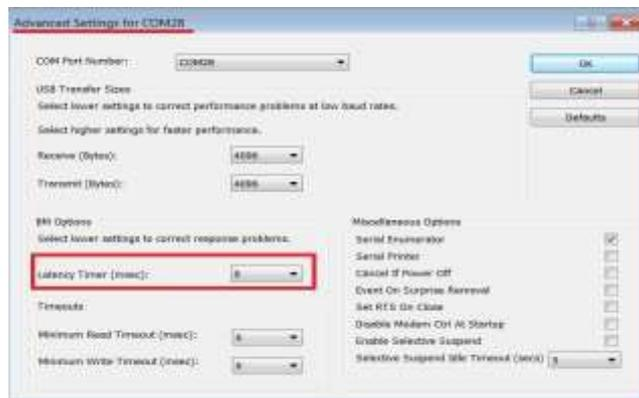 Advanced Settings for COM28
COM Port Number:
COM28
OK
Cancel
Defaults
USB Transfer Sizes
Select lower settings to correct performance problems at low baud rates.
Select higher settings for faster performance.
Receive (Bytes):
4096
Transmit (Bytes):
4096
BM Options
Select lower settings to correct response problems.
Latency Timer (msec):
Timeouts
Minimum Read Timeout (msec):
Minimum Write Timeout (msec):
Miscellaneous Options
Serial Enumerator
Serial Printer
Cancel If Power Off
Event On Surprise Removal
Set RTS On Close
Disable Modem Ctrl At Startup
Enable Selective Suspend
Selective Suspend Idle Timeout (secs)